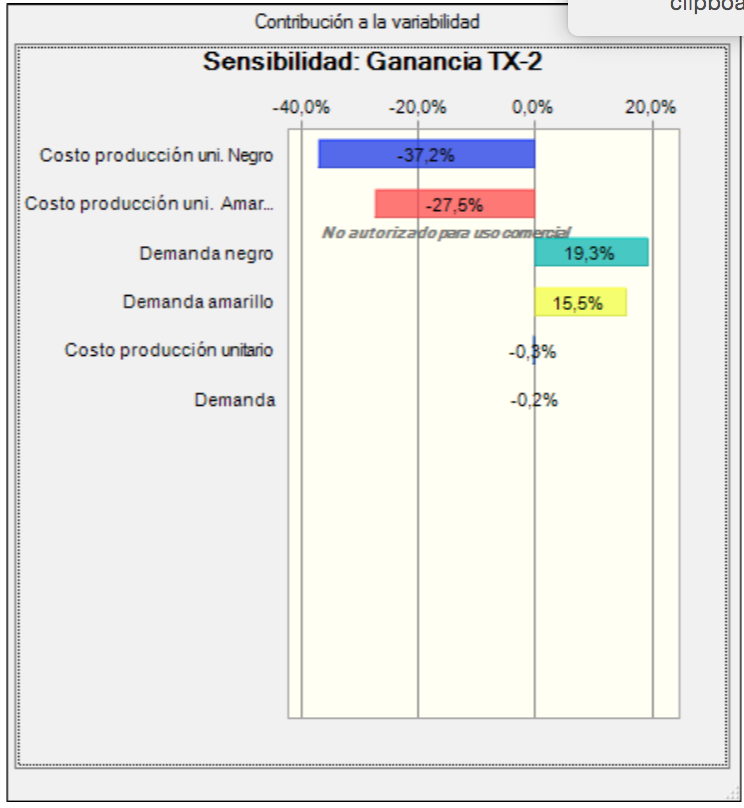 Contribución a la variabilidad
Sensibilidad: Ganancia TX-2
-40,0% -20,0% 0,0% 20,0%
Costo producción uni. Negro -37,2%
Costo producción uni. Amar... -27,5%
No autorizado para uso comercial
Demanda negro 19,3%
Demanda amarillo 15,5%
Costo producción unitario -0,3%
Demanda -0,2%